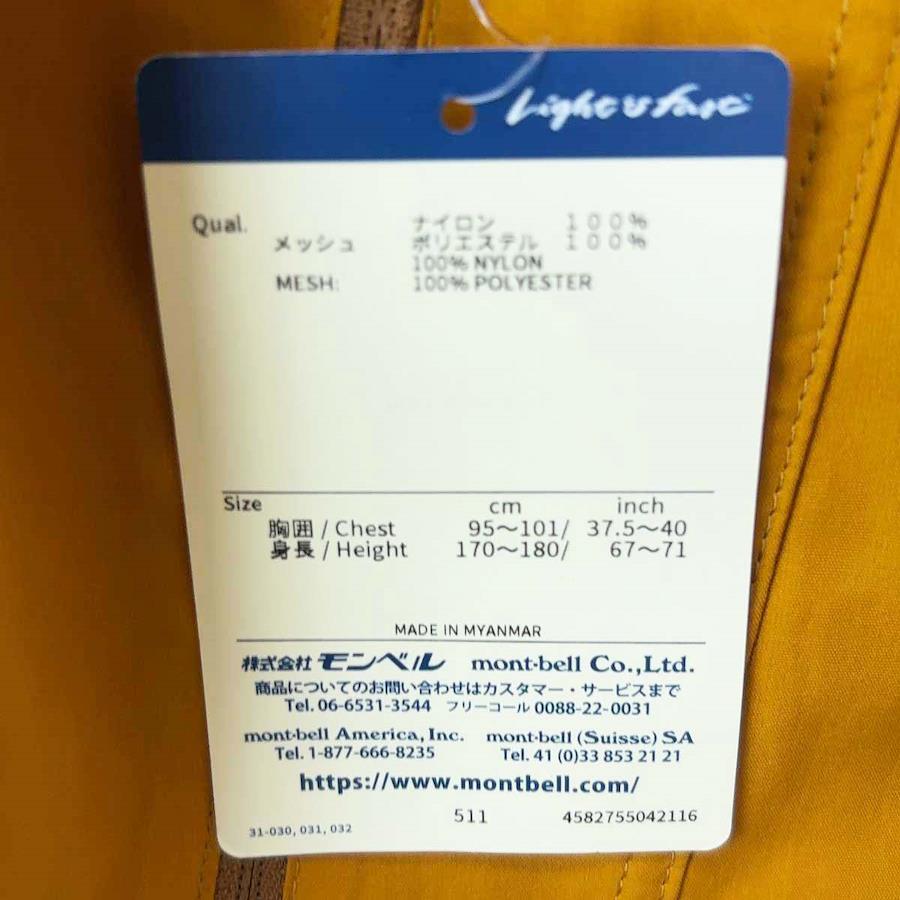 Light & Fast
Qual. ナイロン １００％
メッシュ ポリエステル １００％
100% NYLON
MESH: 100% POLYESTER
Size cm inch
胸囲 / Chest 95～101/ 37.5～40
身長 / Height 170～180/ 67～71
MADE IN MYANMAR
株式会社 モンベル mont-bell Co.,Ltd.
商品についてのお問い合わせはカスタマー・サービスまで
Tel. 06-6531-3544 フリーコール 0088-22-0031
mont-bell America, Inc. mont-bell (Suisse) SA
Tel. 1-877-666-8235 Tel. 41 (0)33 853 21 21
https://www.montbell.com/
511 4582755042116
31-030, 031, 032